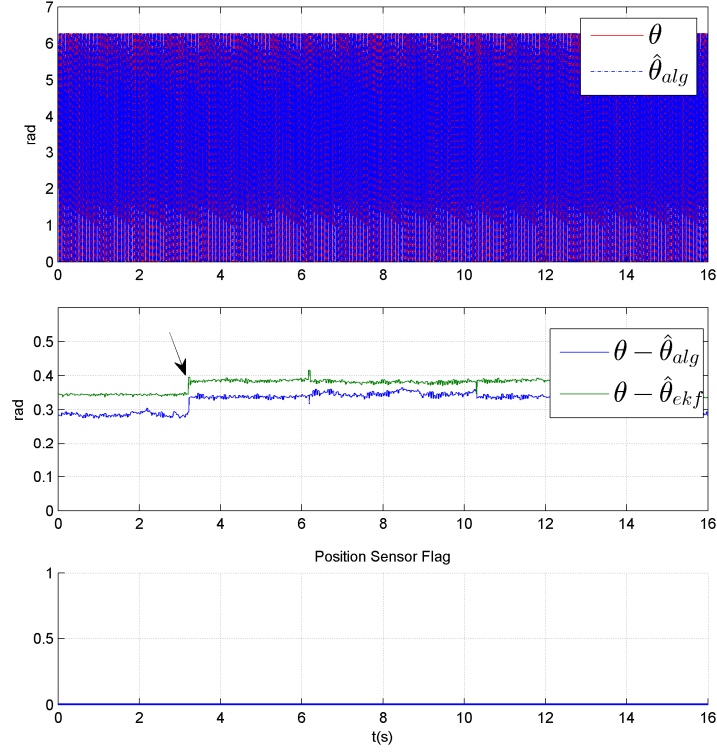 7
6
5
4
3
2
1
0
rad
θ
θ̂alg
0 2 4 6 8 10 12 14 16
0.5
0.4
0.3
0.2
0.1
0
rad
θ − θ̂alg
θ − θ̂ekf
0 2 4 6 8 10 12 14 16
Position Sensor Flag
1
0.5
0
0 2 4 6 8 10 12 14 16
t(s)